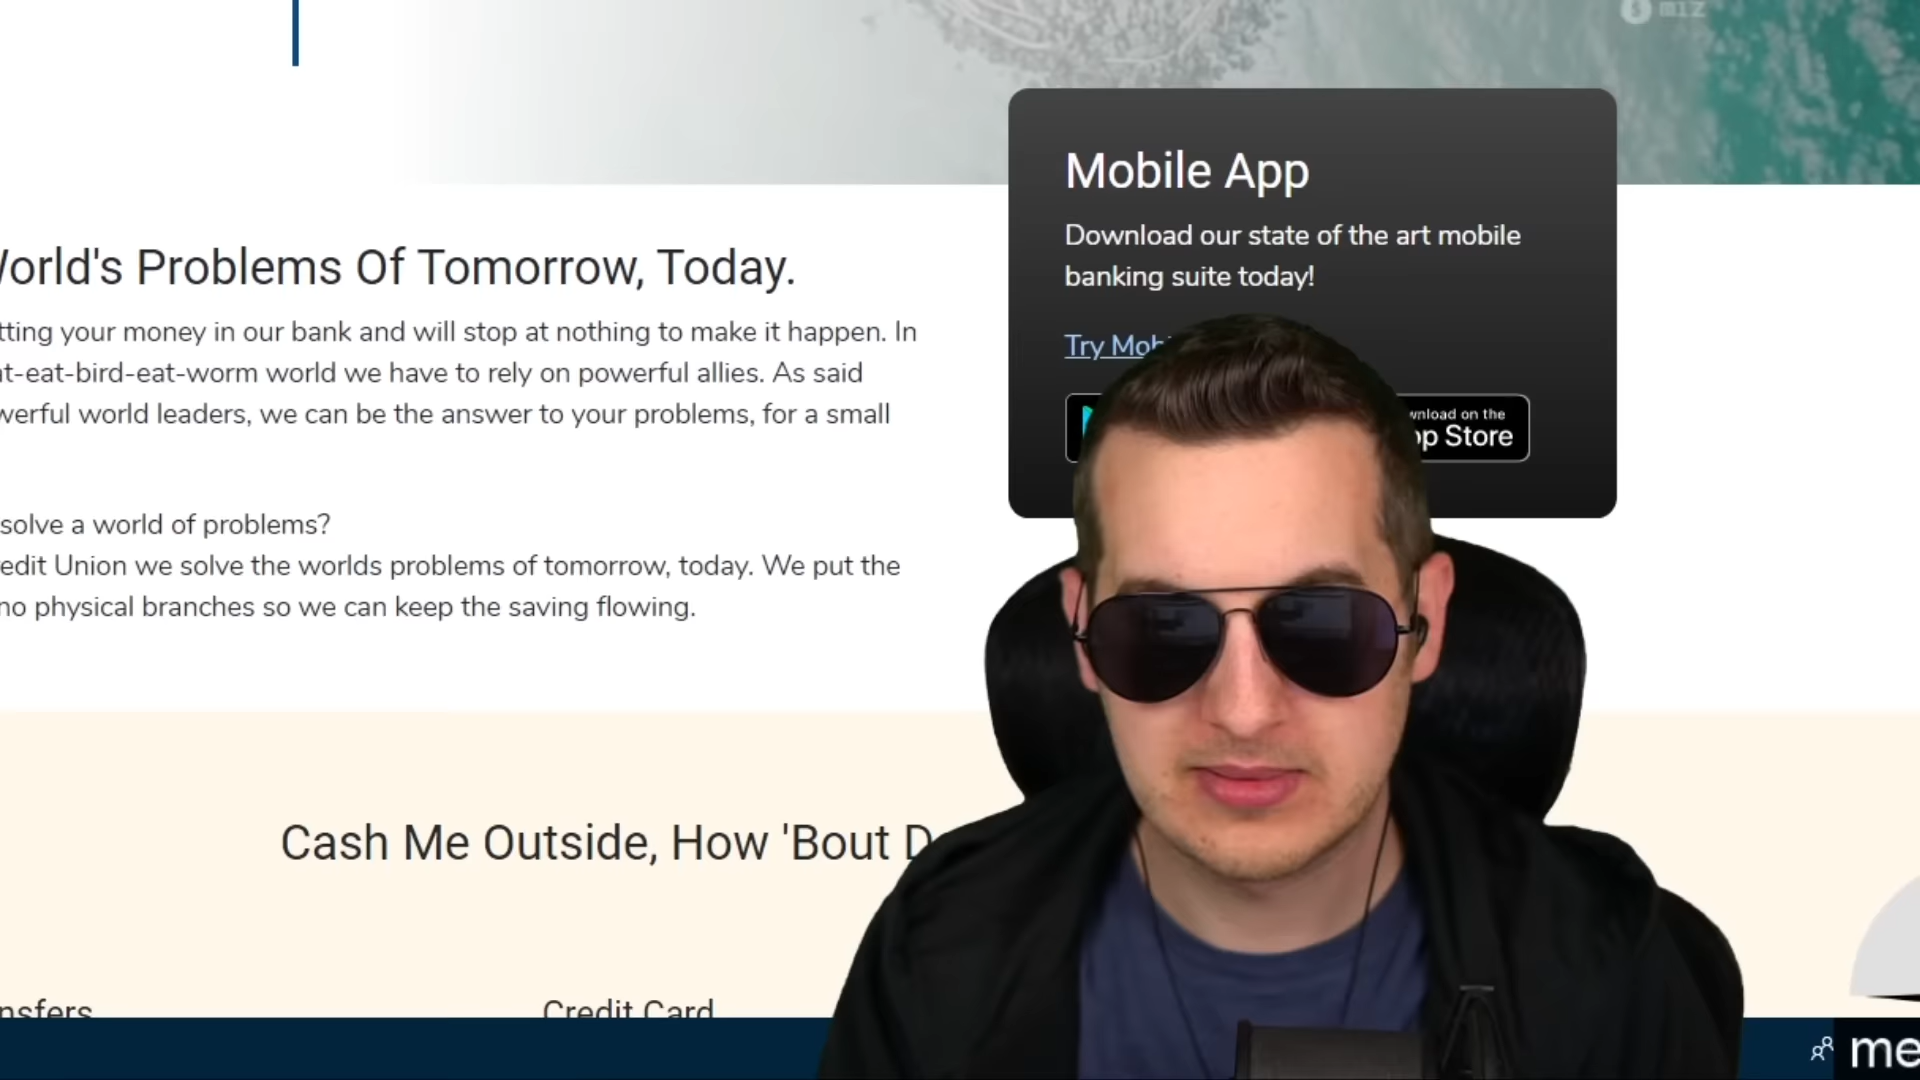 m1z
World's Problems Of Tomorrow, Today.
tting your money in our bank and will stop at nothing to make it happen. In
t-eat-bird-eat-worm world we have to rely on powerful allies. As said
werful world leaders, we can be the answer to your problems, for a small
solve a world of problems?
edit Union we solve the worlds problems of tomorrow, today. We put the
no physical branches so we can keep the saving flowing.
Mobile App
Download our state of the art mobile
banking suite today!
Try Mob
wnload on the
pp Store
Cash Me Outside, How 'Bout D
nsfers
Credit Card
me